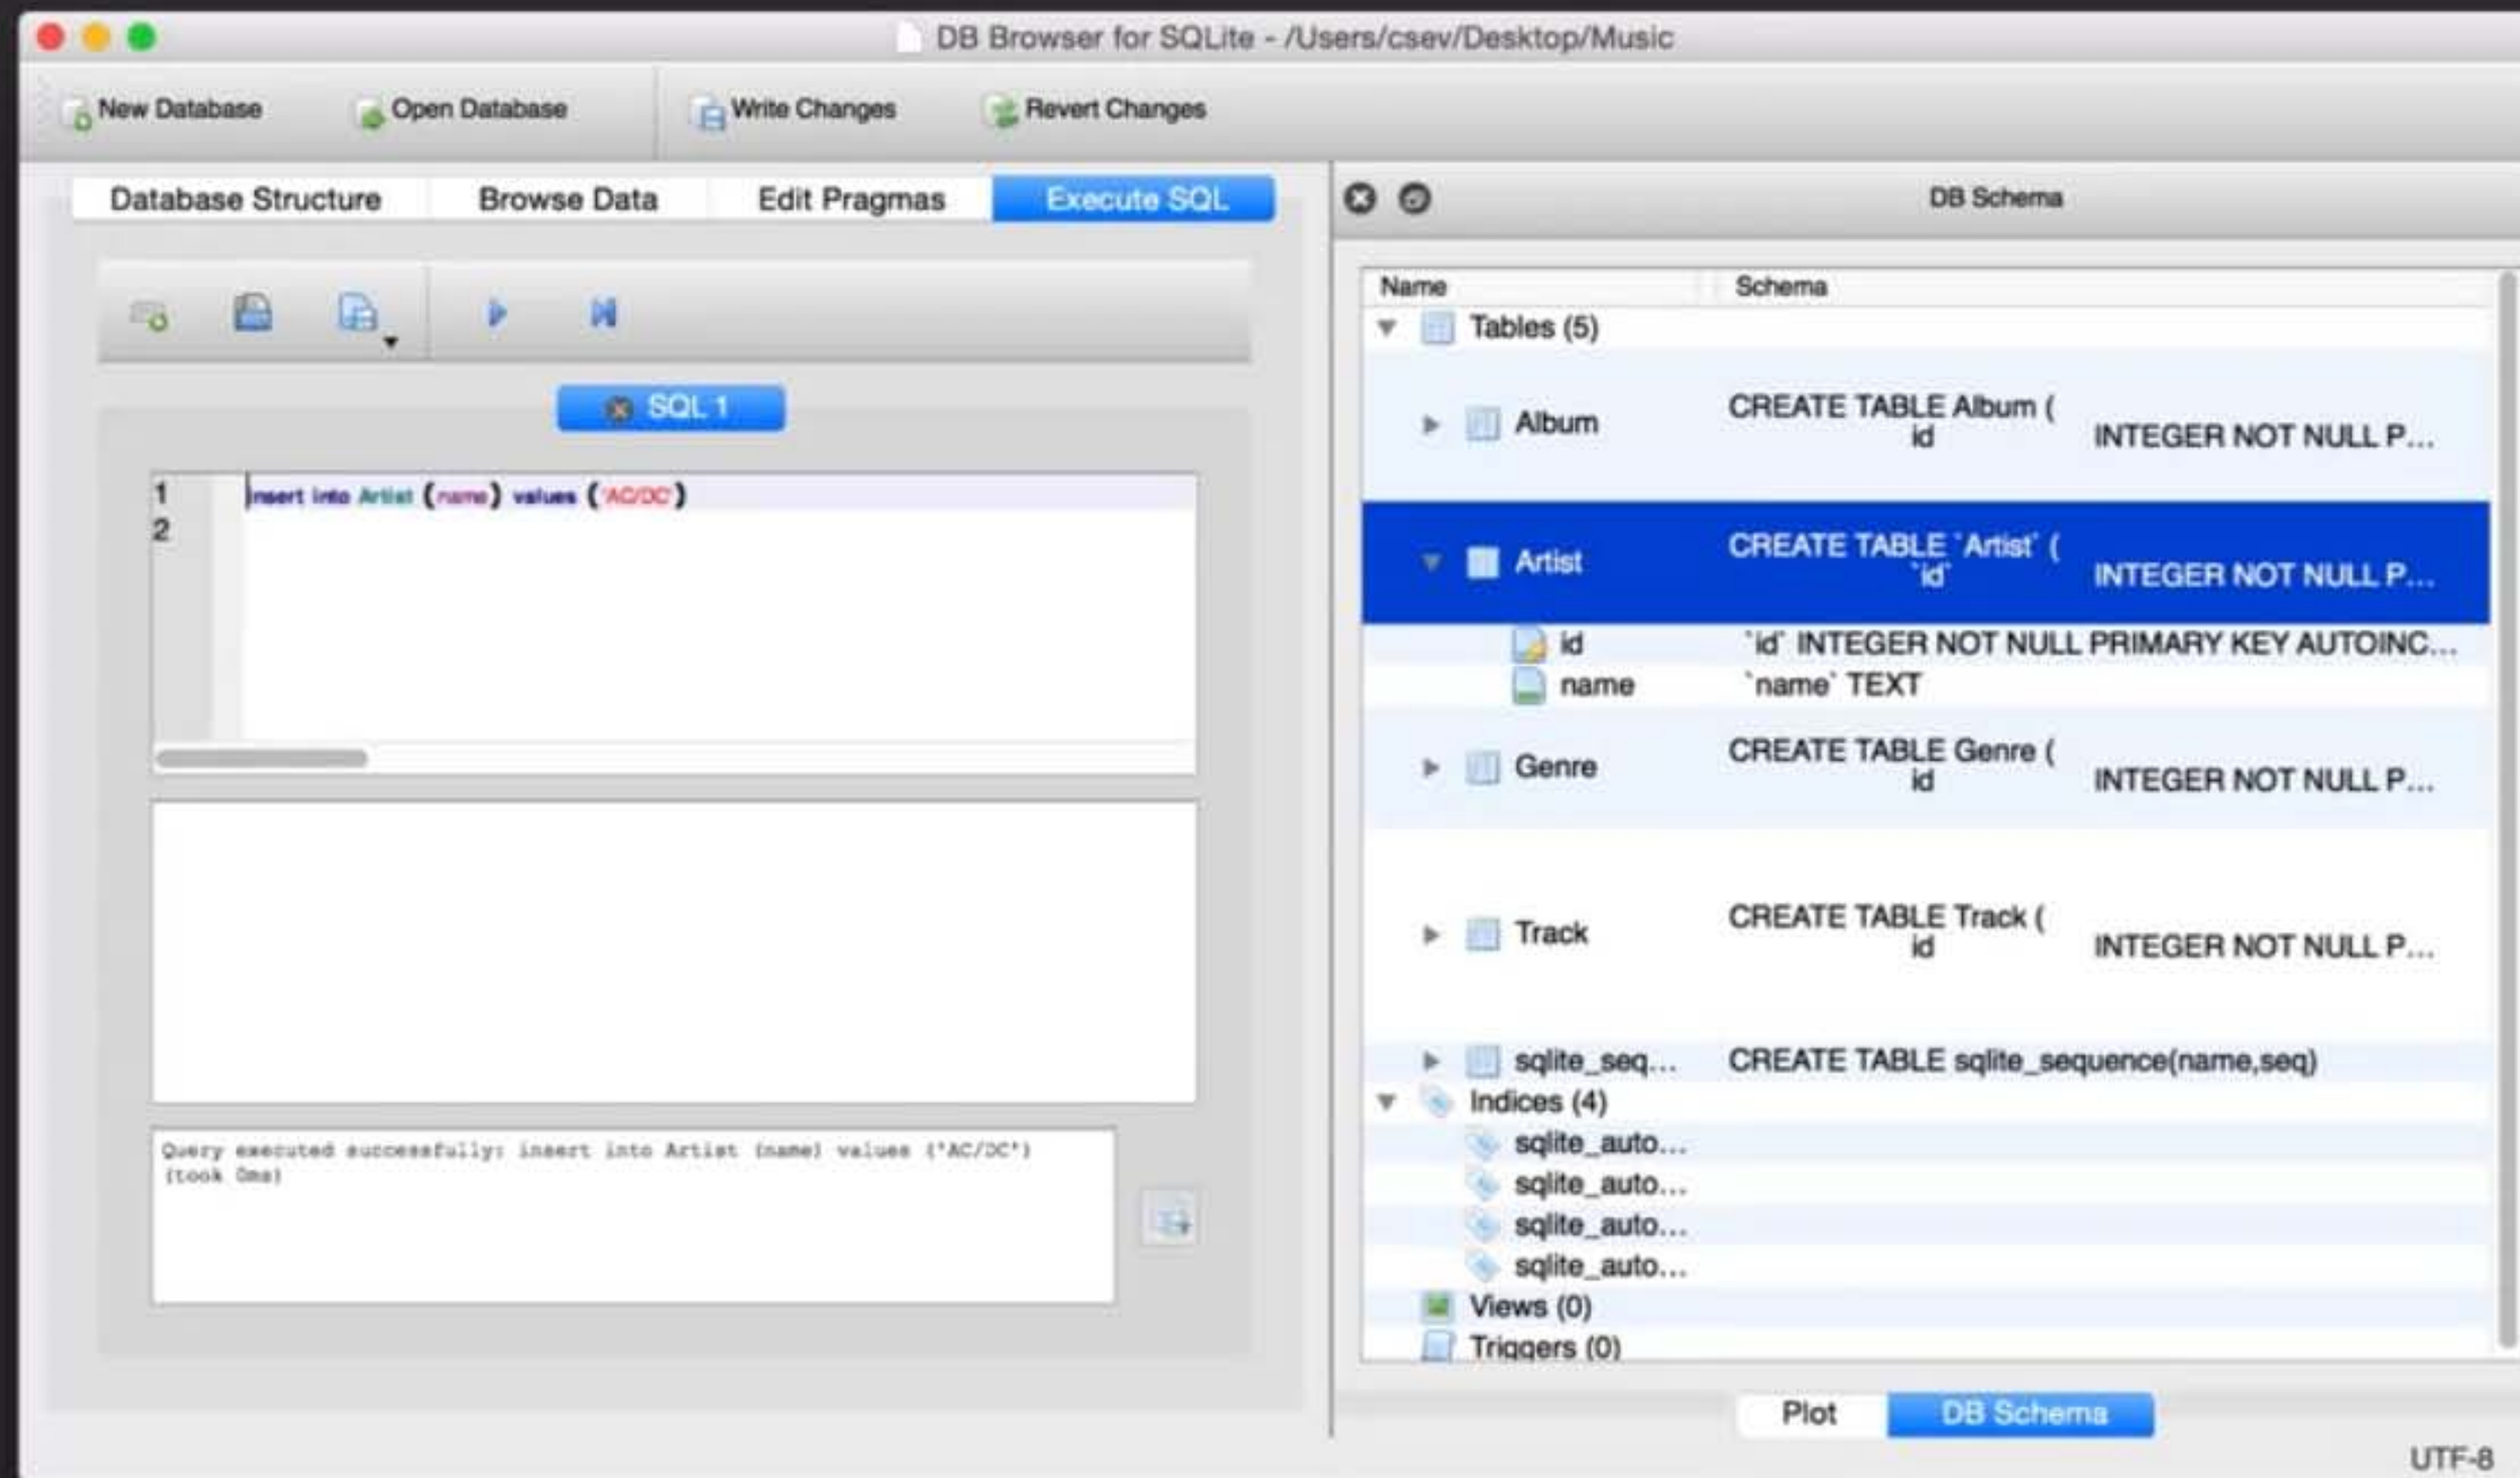 DB Browser for SQLite - /Users/csev/Desktop/Music
New Database Open Database Write Changes Revert Changes
Database Structure Browse Data Edit Pragmas Execute SQL
SQL 1
1 insert into Artist (name) values ('AC/DC')
2
Query executed successfully: insert into Artist (name) values ('AC/DC')
(took 0ms)
DB Schema
Name Schema
Tables (5)
Album CREATE TABLE Album (
id INTEGER NOT NULL P...
Artist CREATE TABLE `Artist` (
`id` INTEGER NOT NULL P...
id `id` INTEGER NOT NULL PRIMARY KEY AUTOINC...
name `name` TEXT
Genre CREATE TABLE Genre (
id INTEGER NOT NULL P...
Track CREATE TABLE Track (
id INTEGER NOT NULL P...
sqlite_seq... CREATE TABLE sqlite_sequence(name,seq)
Indices (4)
sqlite_auto...
sqlite_auto...
sqlite_auto...
sqlite_auto...
Views (0)
Triggers (0)
Plot DB Schema
UTF-8